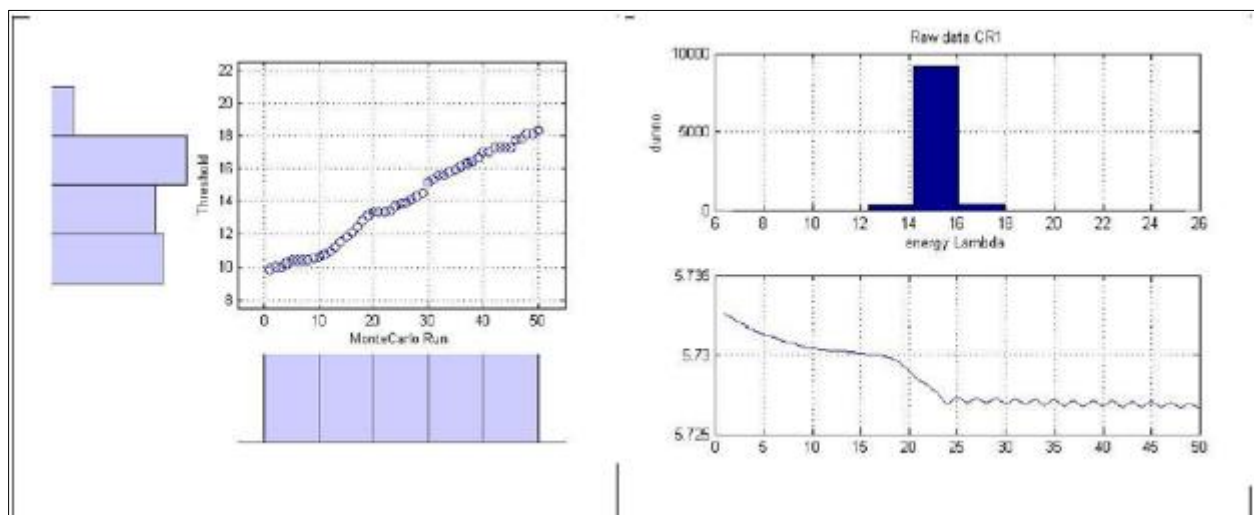 22
20
18
16
14
12
10
8
Threshold
0 10 20 30 40 50
MonteCarlo Run
Raw data CR1
10000
5000
0
dunno
6 8 10 12 14 16 18 20 22 24 26
energy Lambda
5.735
5.73
5.725
0 5 10 15 20 25 30 35 40 45 50